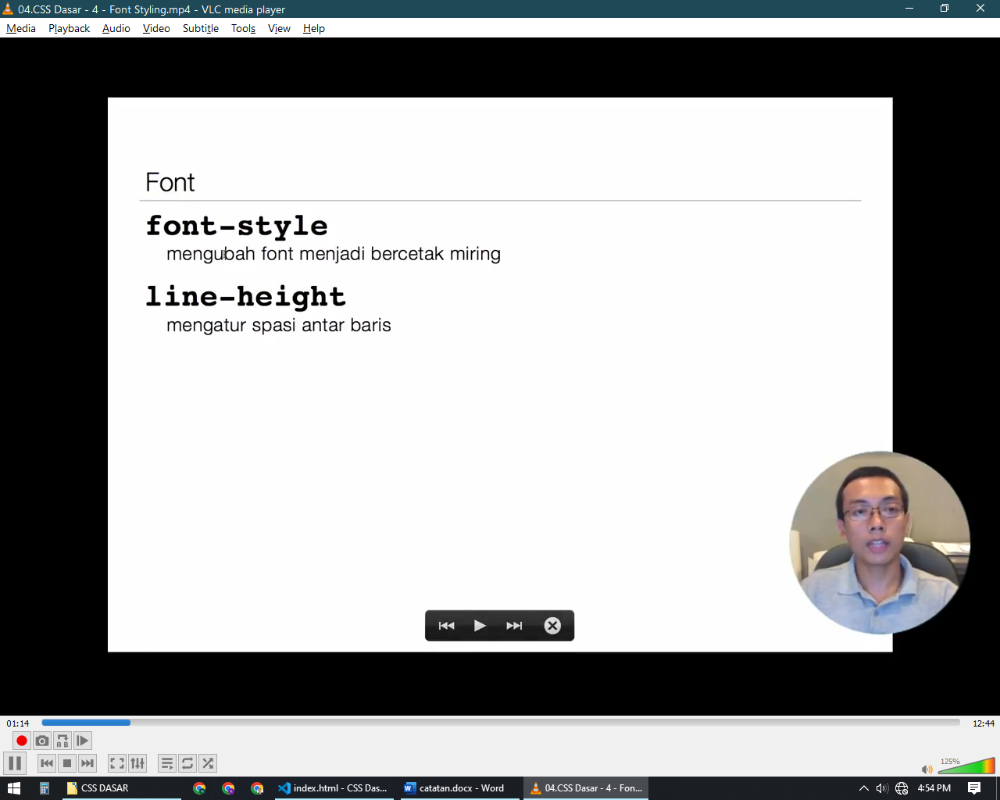 04.CSS Dasar - 4 - Font Styling.mp4 - VLC media player
Media Playback Audio Video Subtitle Tools View Help
Font
font-style
mengubah font menjadi bercetak miring
line-height
mengatur spasi antar baris
01:14
12:44
A B
125%
CSS DASAR
index.html - CSS Das...
catatan.docx - Word
04.CSS Dasar - 4 - Fon...
4:54 PM